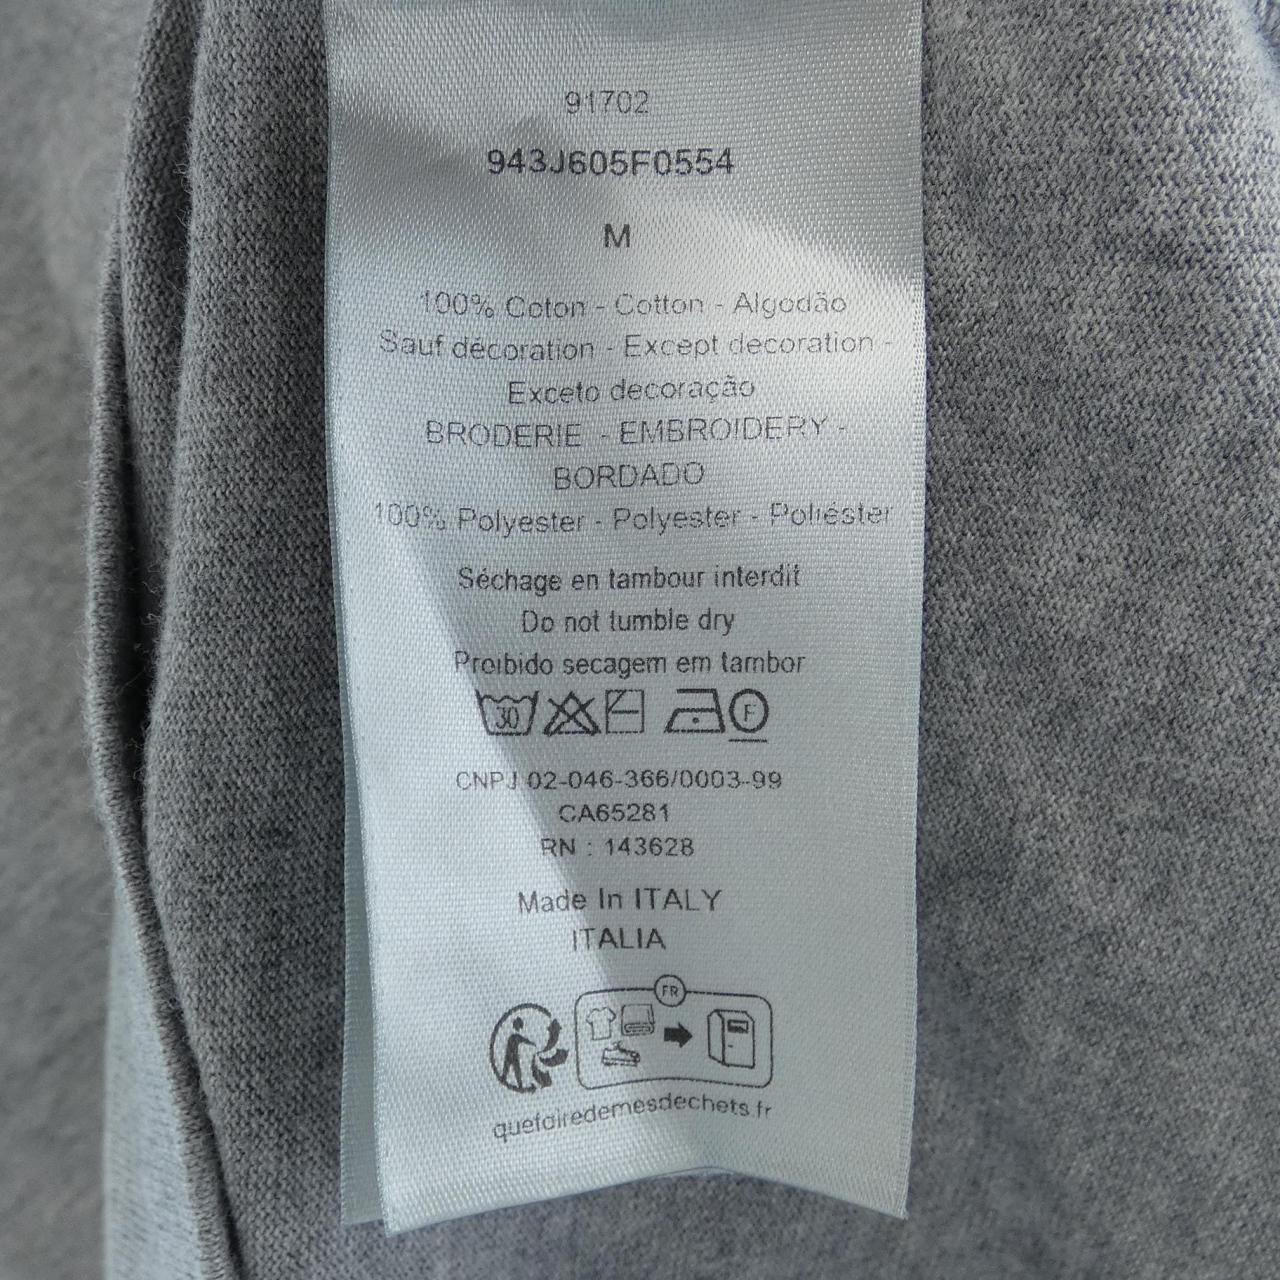 91702
943J605F0554
M
100% Coton - Cotton - Algodão
Sauf décoration - Except decoration -
Exceto decoração
BRODERIE - EMBROIDERY -
BORDADO
100% Polyester - Polyester - Poliéster
Séchage en tambour interdit
Do not tumble dry
Proibido secagem em tambor
30 F
CNPJ 02-046-366/0003-99
CA65281
RN : 143628
Made In ITALY
ITALIA
FR
quefairedemesdechets.fr